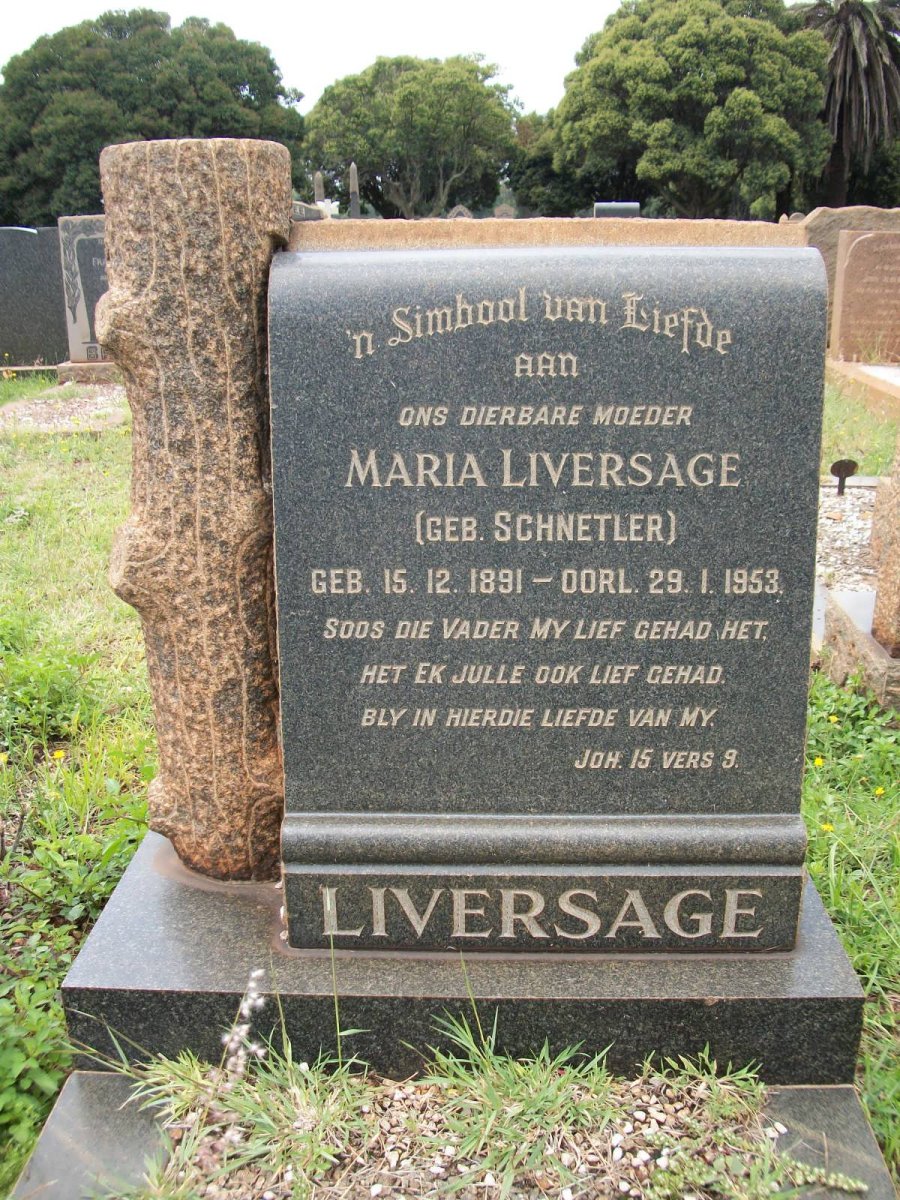 'n Simbool van Liefde
AAN
ONS DIERBARE MOEDER
MARIA LIVERSAGE
(GEB. SCHNETLER)
GEB. 15. 12. 1891 – OORL. 29. 1. 1953.
SOOS DIE VADER MY LIEF GEHAD HET,
HET EK JULLE OOK LIEF GEHAD.
BLY IN HIERDIE LIEFDE VAN MY.
JOH. 15 VERS 9.
LIVERSAGE